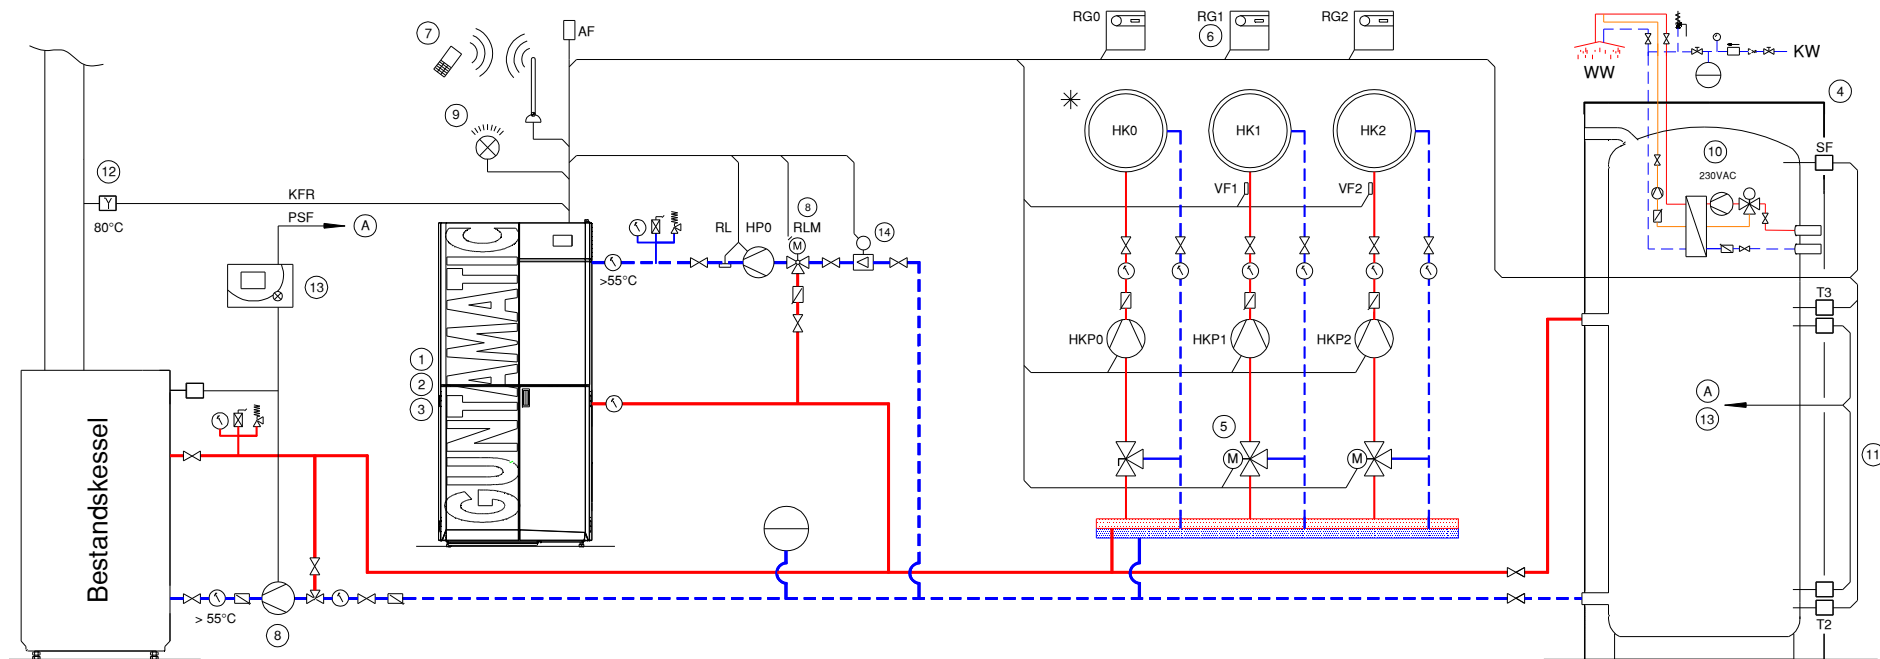 7
AF
RG0
RG1
6
RG2
WW
KW
4
9
HK0
HK1
HK2
10
230VAC
SF
12
80°C
KFR
PSF
A
VF1
VF2
RL
HP0
8
RLM
M
14
>55°C
13
GUNTAMATIC
T3
1
2
3
HKP0
HKP1
HKP2
A
13
5
M
M
11
Bestandskessel
> 55°C
8
T2